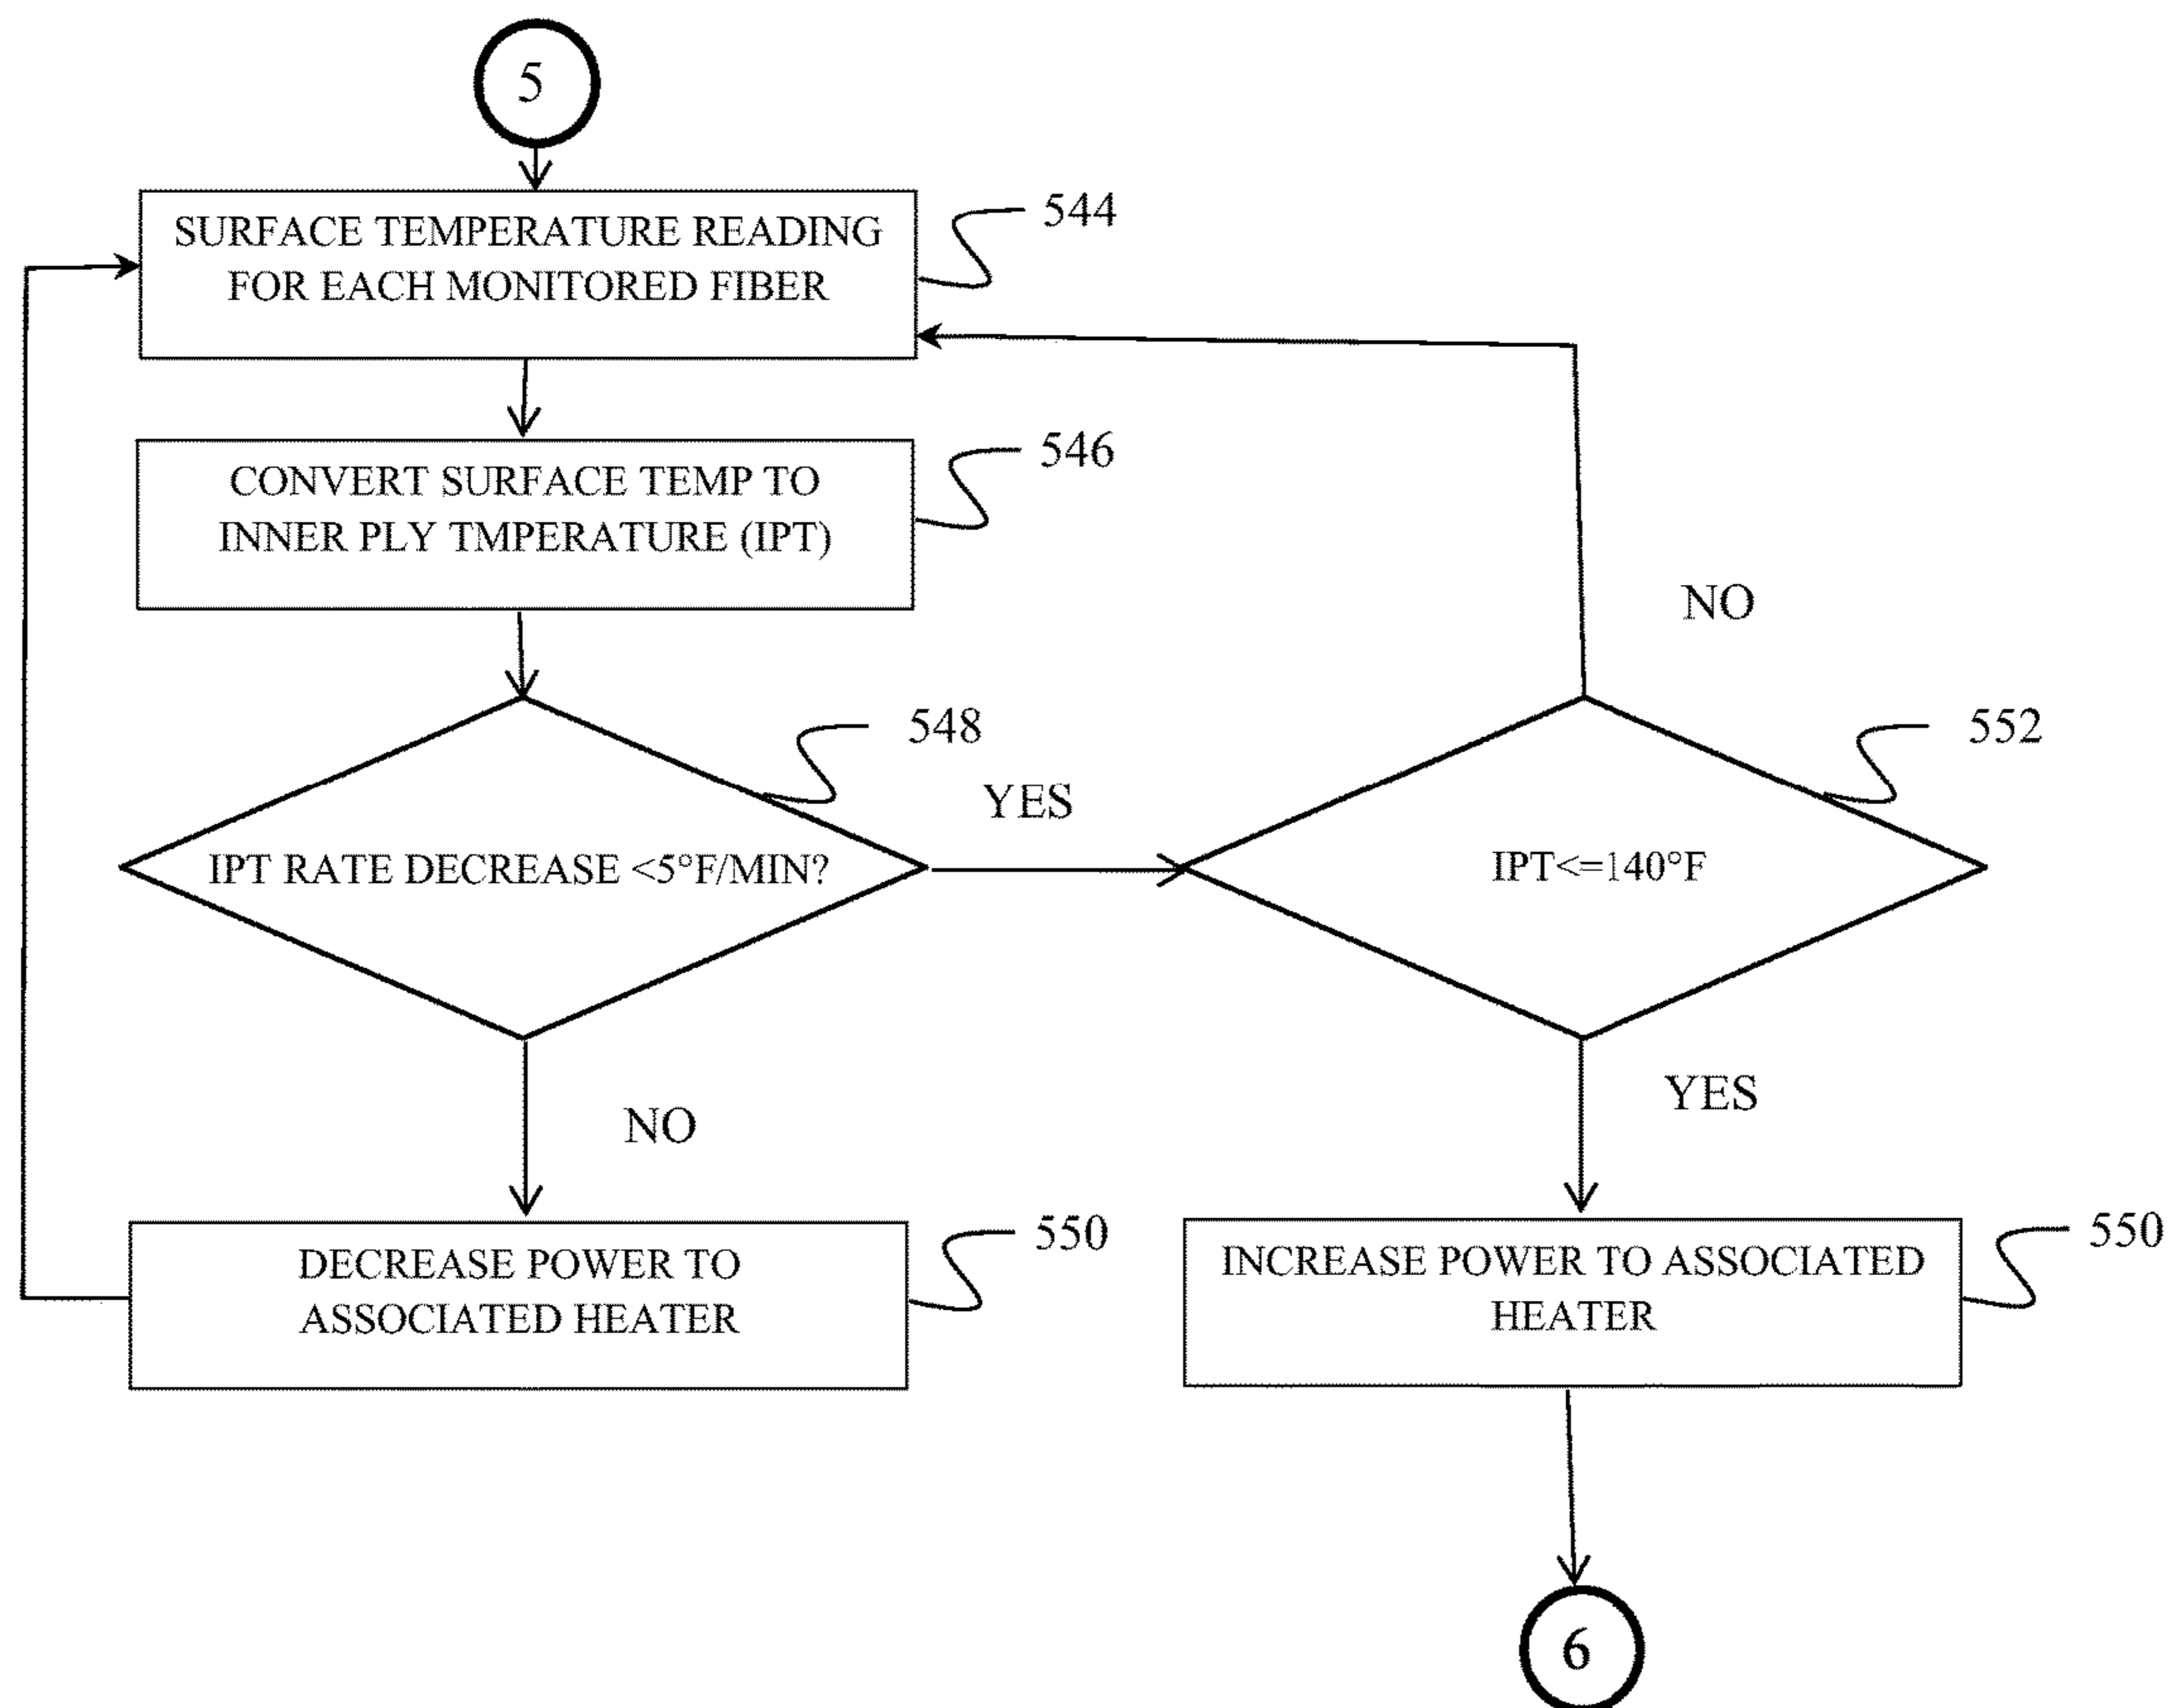 5
SURFACE TEMPERATURE READING
FOR EACH MONITORED FIBER
544
CONVERT SURFACE TEMP TO
INNER PLY TMPERATURE (IPT)
546
NO
IPT RATE DECREASE <5°F/MIN?
548
YES
IPT<=140°F
552
NO
YES
DECREASE POWER TO
ASSOCIATED HEATER
550
INCREASE POWER TO ASSOCIATED
HEATER
550
6